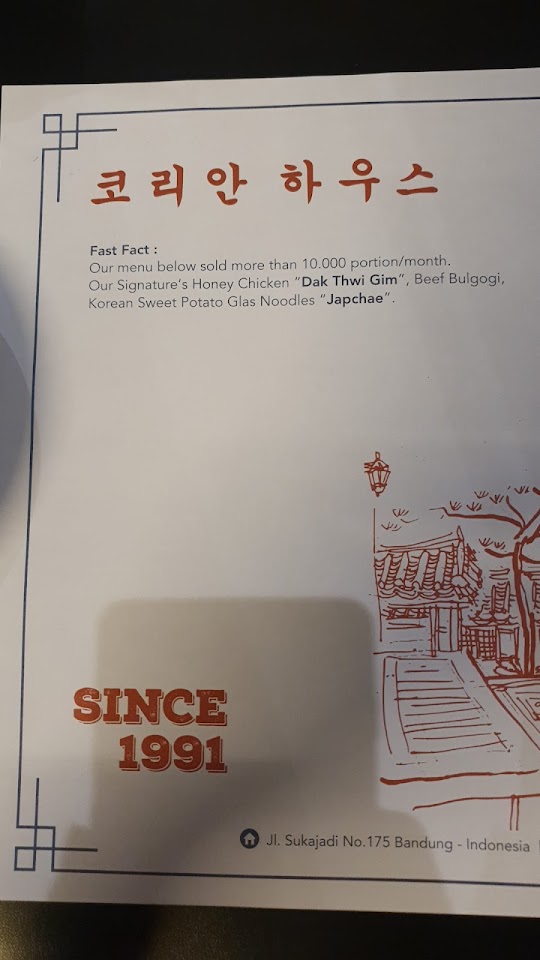 코리안 하우스
Fast Fact :
Our menu below sold more than 10.000 portion/month.
Our Signature's Honey Chicken "Dak Thwi Gim", Beef Bulgogi,
Korean Sweet Potato Glas Noodles "Japchae".
SINCE
1991
Jl. Sukajadi No.175 Bandung - Indonesia